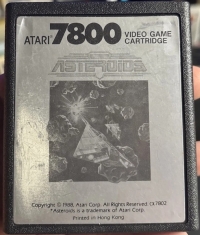 ATARI 7800 VIDEO GAME
CARTRIDGE
ASTEROIDS
Copyright © 1988, Atari Corp. All Rights Reserved. CX7802
*Asteroids is a trademark of Atari Corp.
Printed in Hong Kong